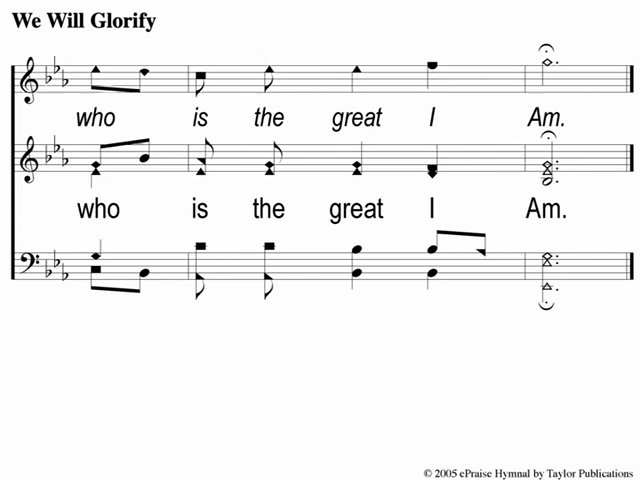 We Will Glorify
who is the great I Am.
who is the great I Am.
© 2005 ePraise Hymnal by Taylor Publications